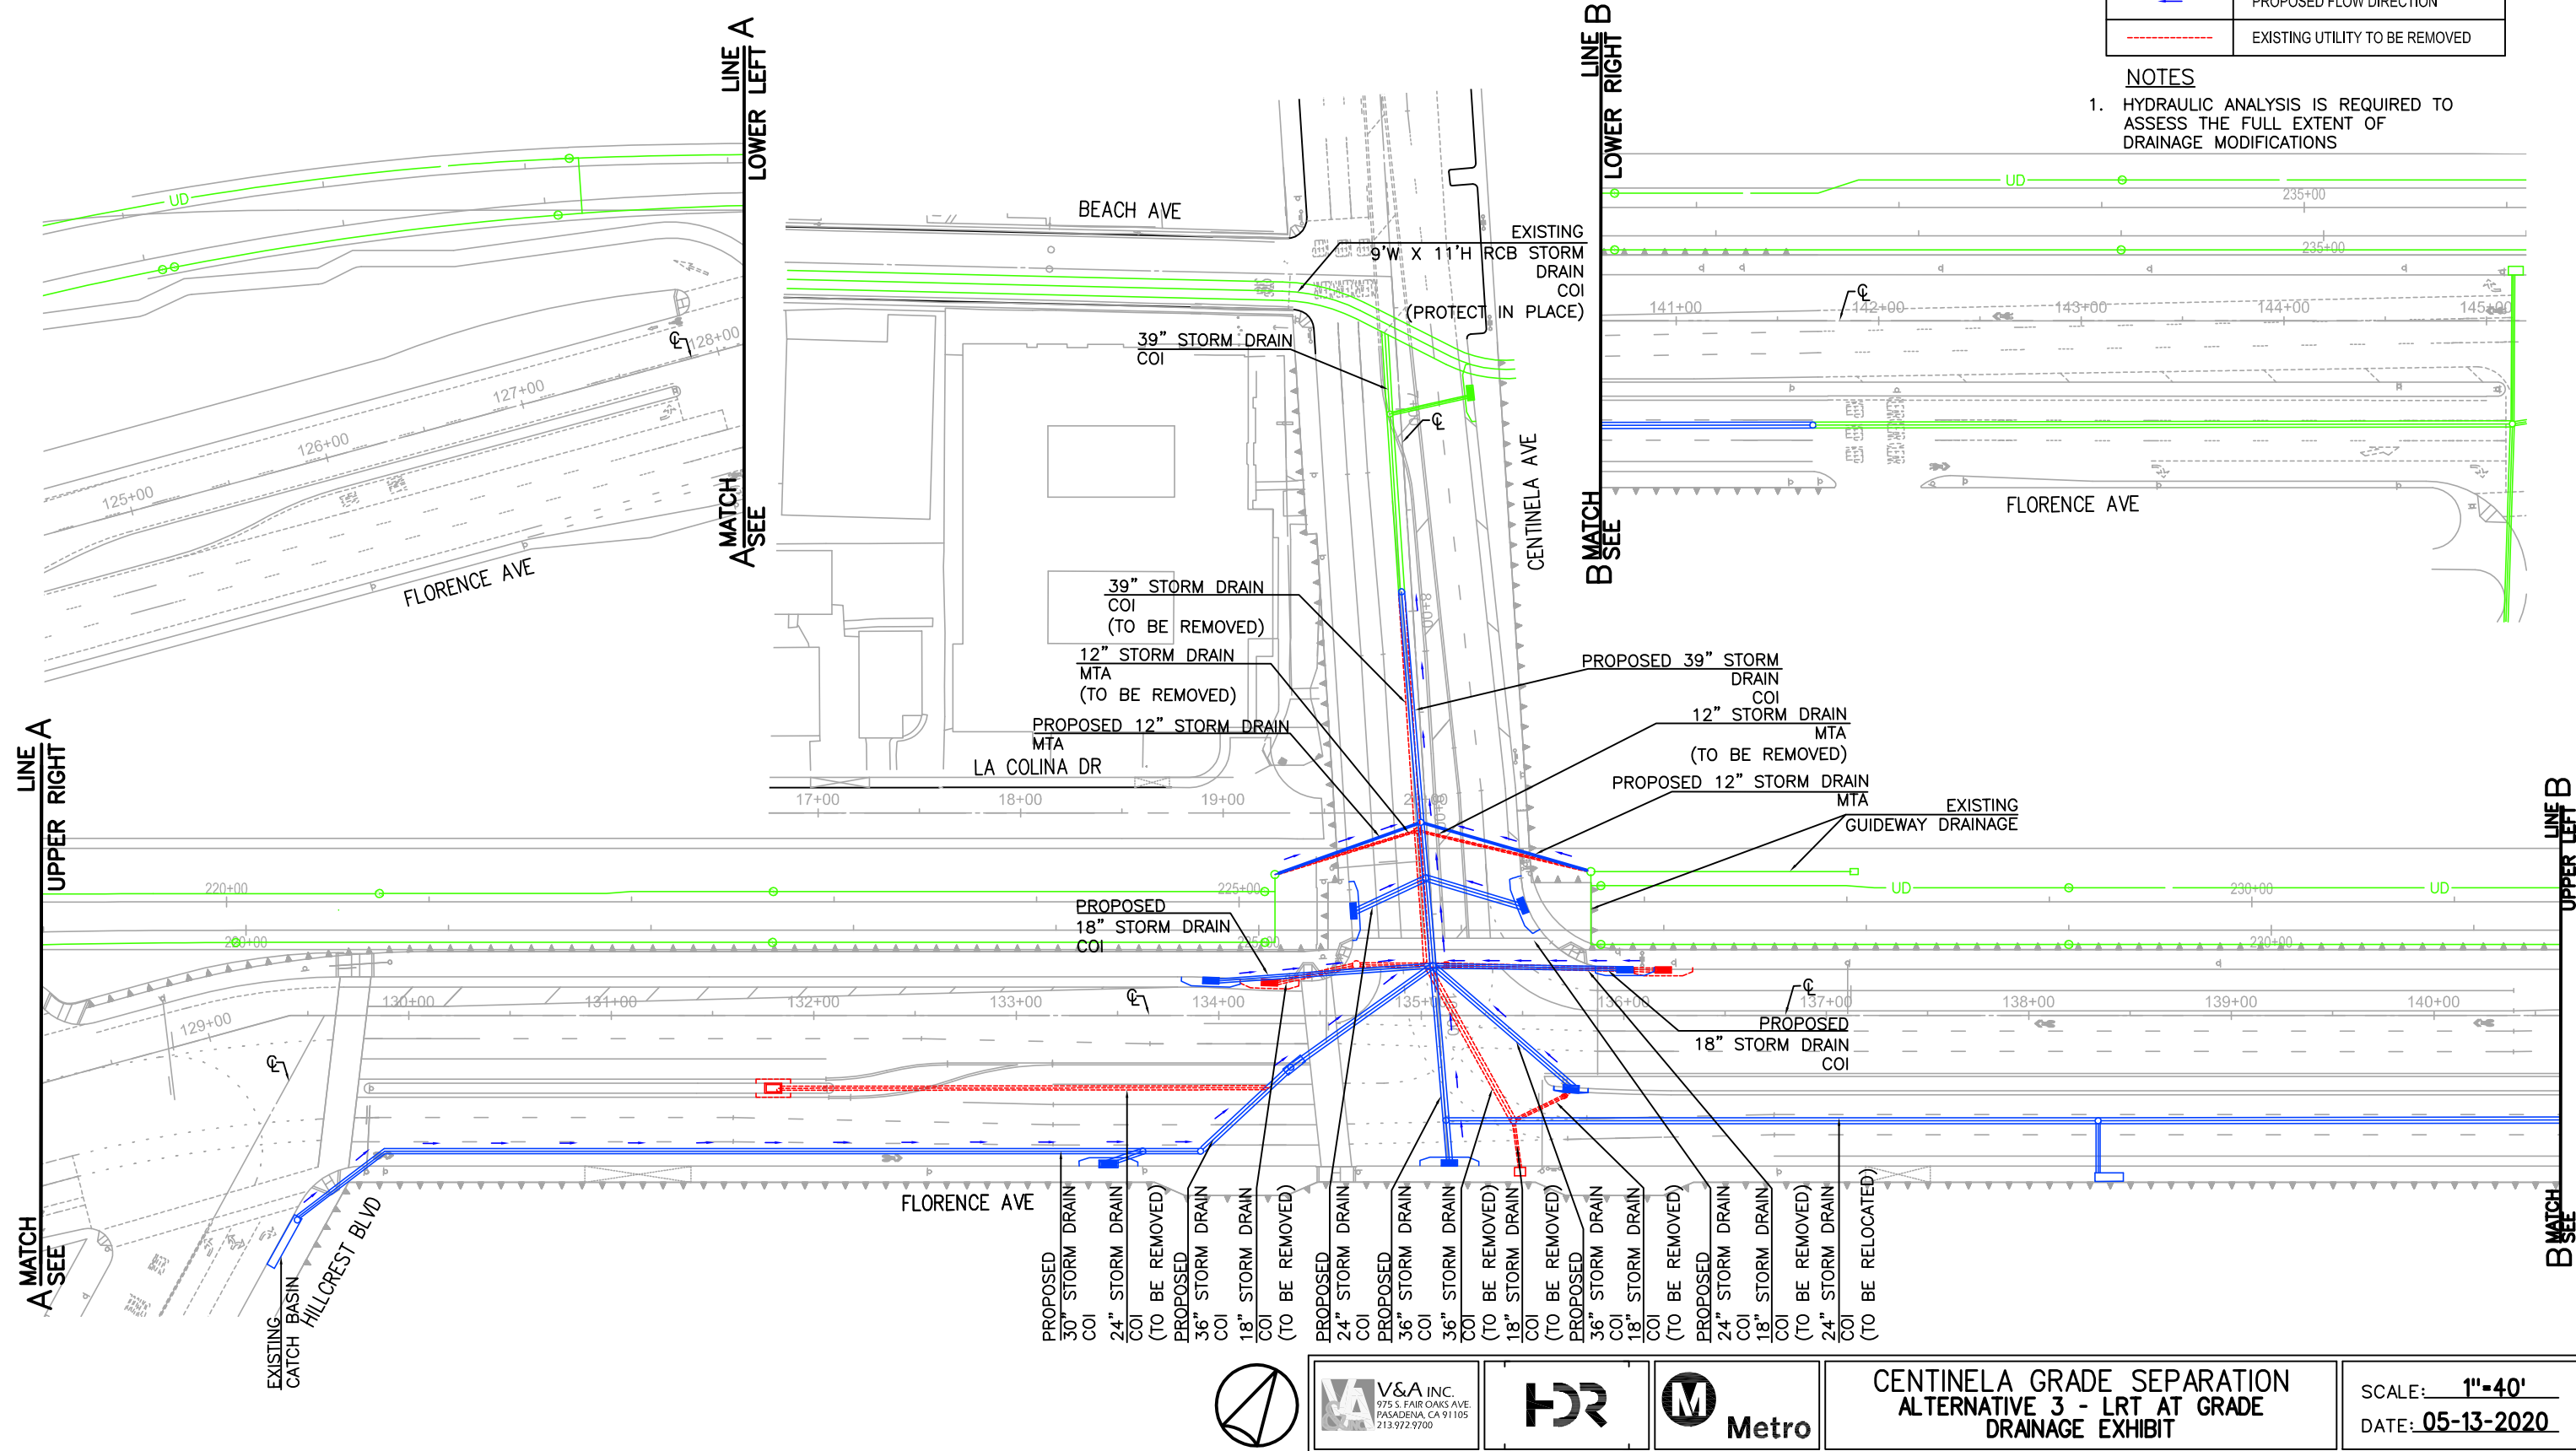 PROPOSED FLOW DIRECTION
EXISTING UTILITY TO BE REMOVED
NOTES
1. HYDRAULIC ANALYSIS IS REQUIRED TO
ASSESS THE FULL EXTENT OF
DRAINAGE MODIFICATIONS
A MATCH LINE A
SEE LOWER LEFT
B MATCH LINE B
SEE LOWER RIGHT
UD
125+00
126+00
127+00
128+00
FLORENCE AVE
BEACH AVE
EXISTING
9'W X 11'H RCB STORM
DRAIN
COI
(PROTECT IN PLACE)
39" STORM DRAIN
COI
CENTINELA AVE
8+00
UD
235+00
235+00
141+00
142+00
143+00
144+00
145+00
FLORENCE AVE
39" STORM DRAIN
COI
(TO BE REMOVED)
12" STORM DRAIN
MTA
(TO BE REMOVED)
PROPOSED 12" STORM DRAIN
MTA
LA COLINA DR
17+00
18+00
19+00
PROPOSED 39" STORM
DRAIN
COI
12" STORM DRAIN
MTA
(TO BE REMOVED)
PROPOSED 12" STORM DRAIN
MTA
EXISTING
GUIDEWAY DRAINAGE
A MATCH LINE A
SEE UPPER RIGHT
B MATCH LINE B
SEE UPPER LEFT
220+00
225+00
UD
230+00
UD
230+00
PROPOSED
18" STORM DRAIN
COI
129+00
130+00
131+00
132+00
133+00
134+00
135+00
136+00
137+00
138+00
139+00
140+00
PROPOSED
18" STORM DRAIN
COI
FLORENCE AVE
HILLCREST BLVD
EXISTING
CATCH BASIN
PROPOSED
30" STORM DRAIN
COI
24" STORM DRAIN
COI
(TO BE REMOVED)
PROPOSED
36" STORM DRAIN
COI
18" STORM DRAIN
COI
(TO BE REMOVED)
PROPOSED
24" STORM DRAIN
COI
PROPOSED
36" STORM DRAIN
COI
36" STORM DRAIN
COI
(TO BE REMOVED)
18" STORM DRAIN
COI
(TO BE REMOVED)
PROPOSED
36" STORM DRAIN
COI
18" STORM DRAIN
COI
(TO BE REMOVED)
PROPOSED
24" STORM DRAIN
COI
18" STORM DRAIN
COI
(TO BE REMOVED)
24" STORM DRAIN
COI
(TO BE RELOCATED)
V&A INC.
975 S. FAIR OAKS AVE.
PASADENA, CA 91105
213.972.9700
HDR
M
Metro
CENTINELA GRADE SEPARATION
ALTERNATIVE 3 - LRT AT GRADE
DRAINAGE EXHIBIT
SCALE: 1"=40'
DATE: 05-13-2020